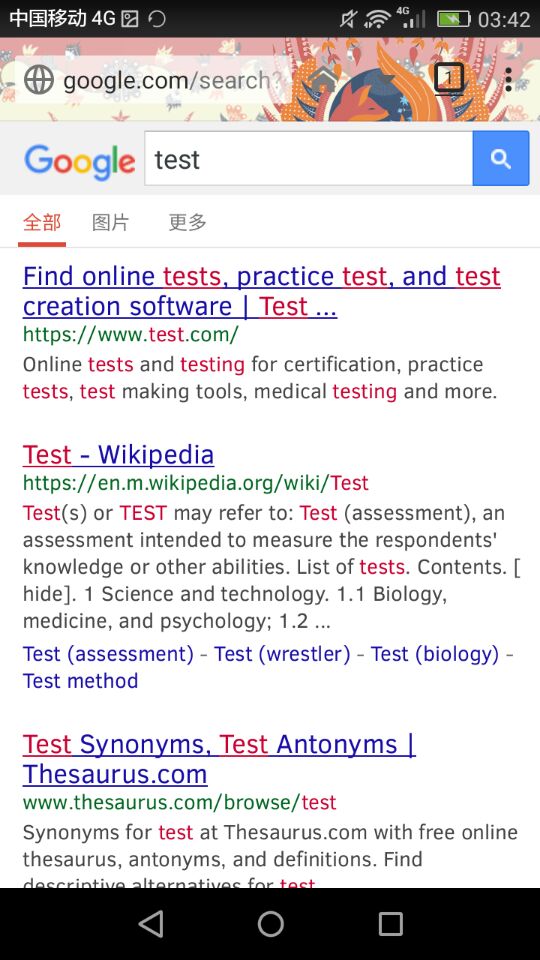 中国移动 4G 4G 03:42
google.com/search? 1
Google test
全部 图片 更多
Find online tests, practice test, and test
creation software | Test ...
https://www.test.com/
Online tests and testing for certification, practice
tests, test making tools, medical testing and more.
Test - Wikipedia
https://en.m.wikipedia.org/wiki/Test
Test(s) or TEST may refer to: Test (assessment), an
assessment intended to measure the respondents'
knowledge or other abilities. List of tests. Contents. [
hide]. 1 Science and technology. 1.1 Biology,
medicine, and psychology; 1.2 ...
Test (assessment) - Test (wrestler) - Test (biology) -
Test method
Test Synonyms, Test Antonyms |
Thesaurus.com
www.thesaurus.com/browse/test
Synonyms for test at Thesaurus.com with free online
thesaurus, antonyms, and definitions. Find
descriptive alternatives for test